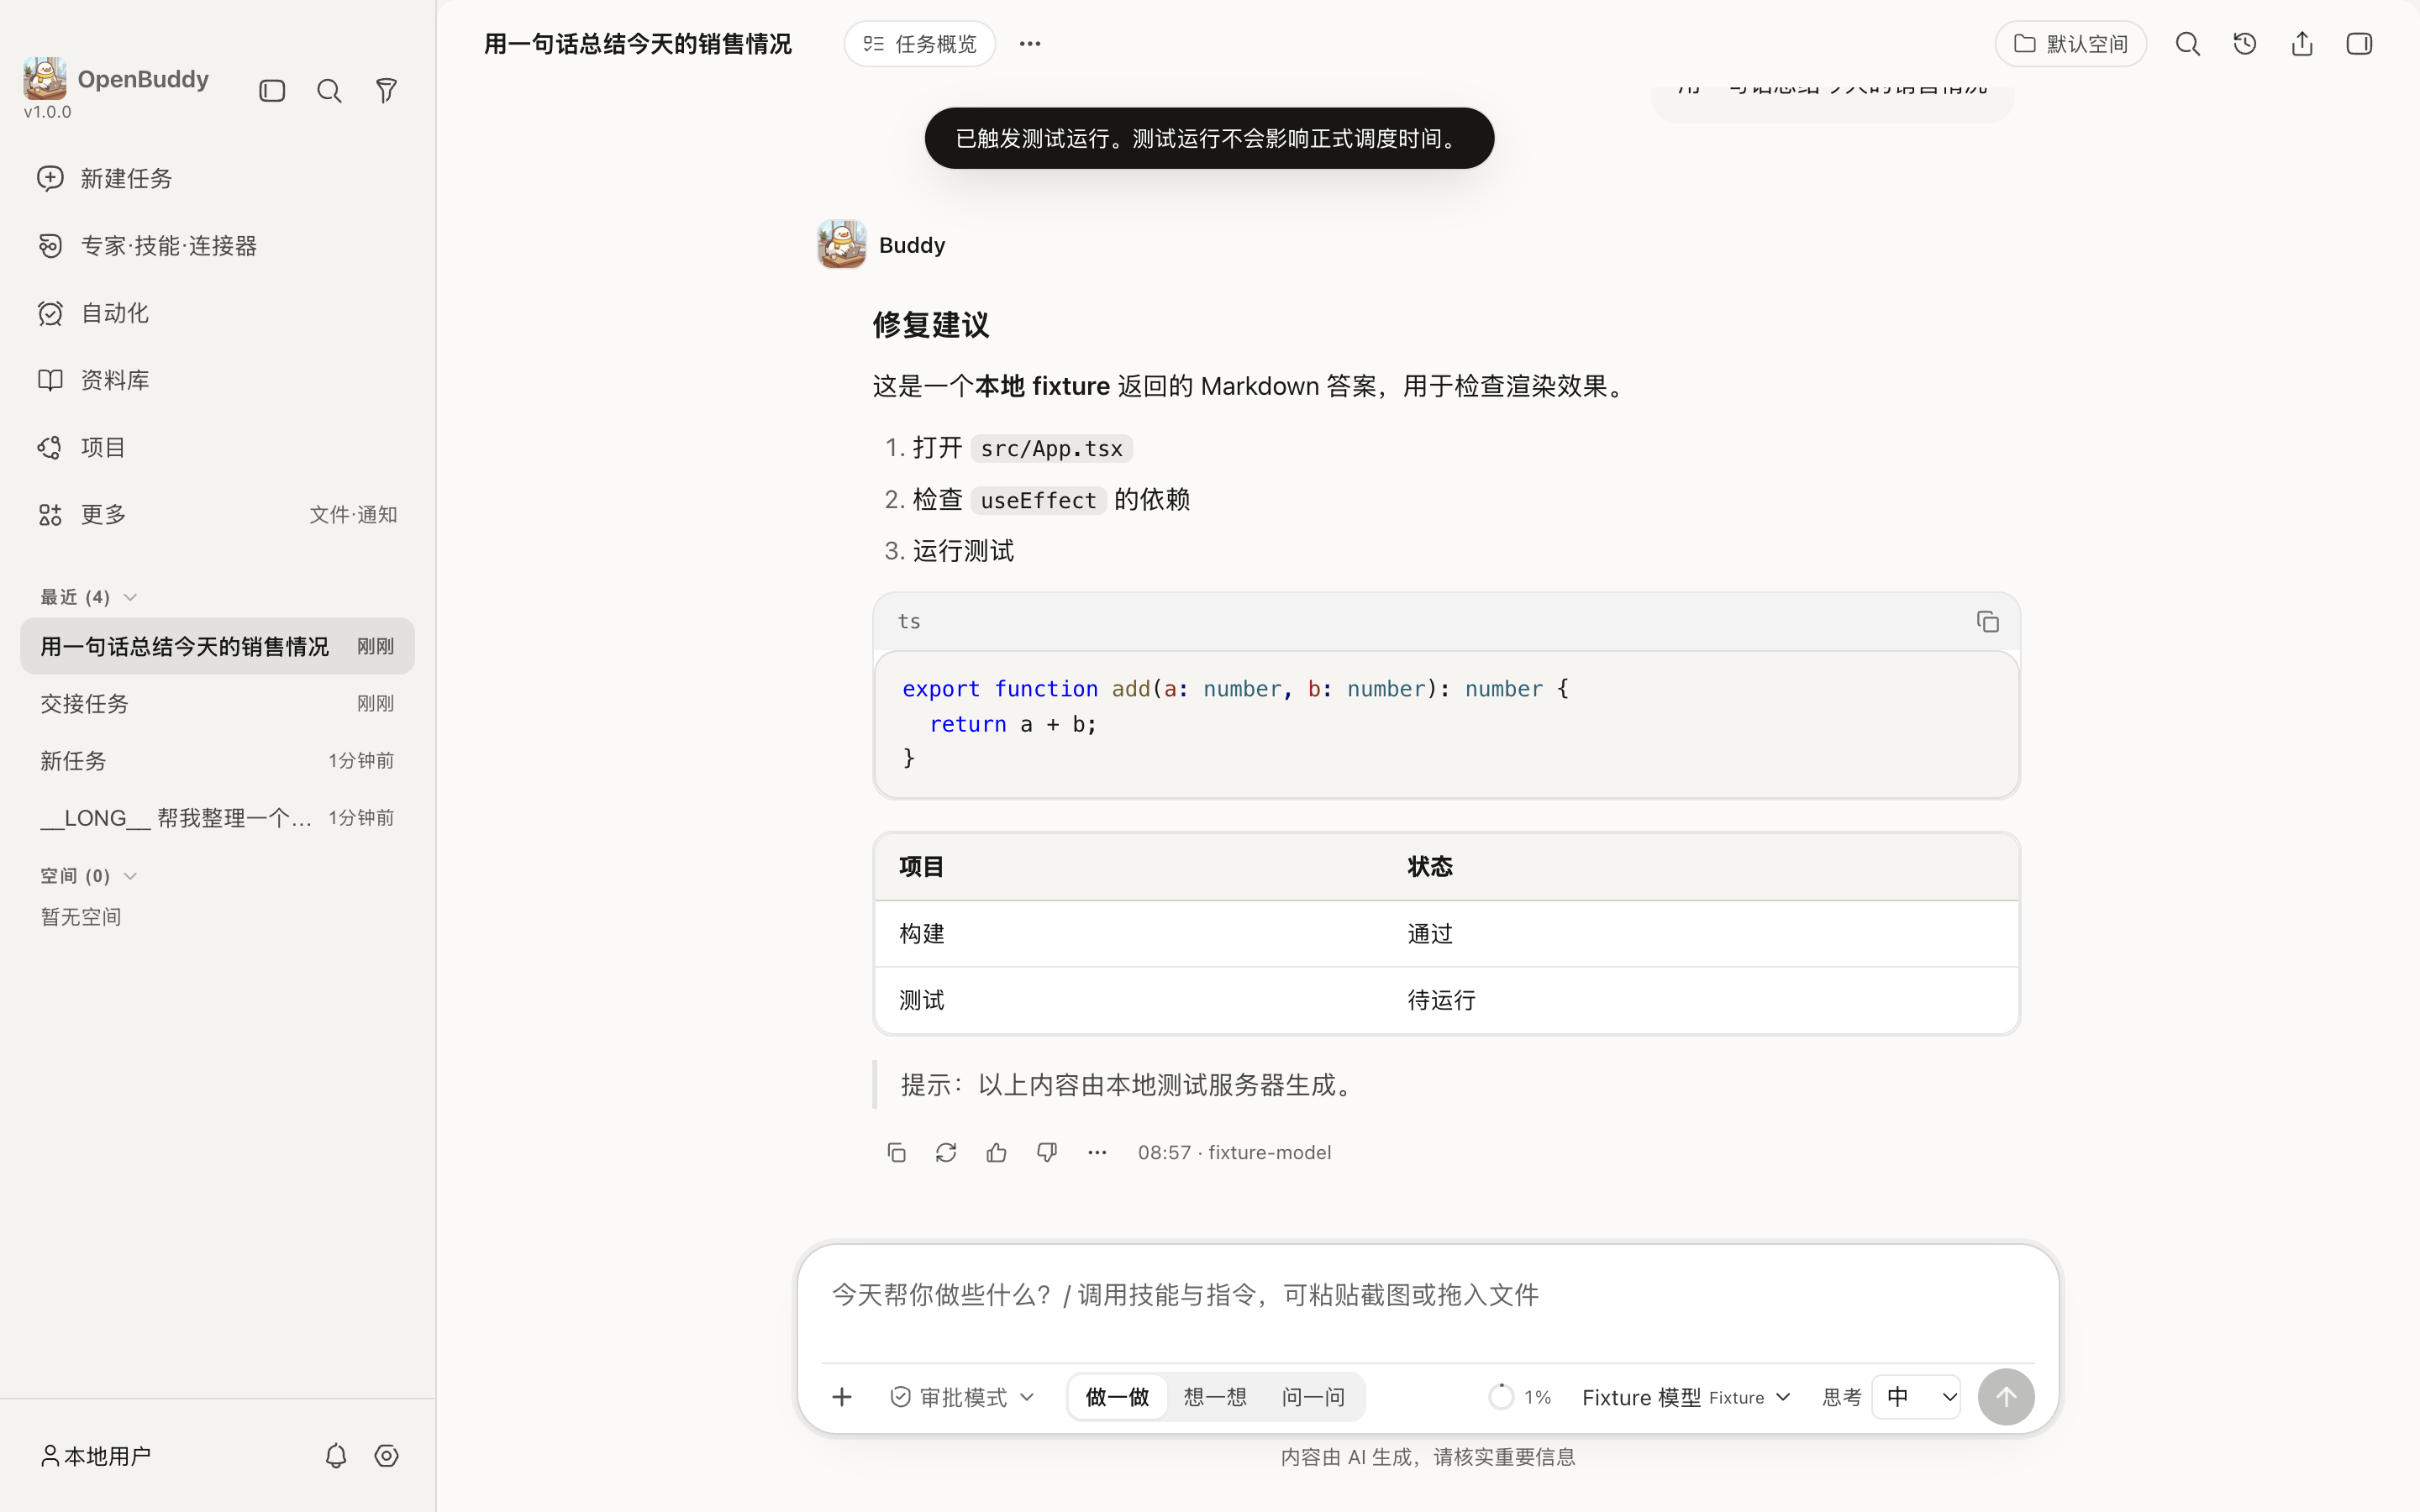 OpenBuddy
v1.0.0
新建任务
专家·技能·连接器
自动化
资料库
项目
更多 文件·通知
最近 (4)
用一句话总结今天的销售情况 刚刚
交接任务 刚刚
新任务 1分钟前
__LONG__ 帮我整理一个... 1分钟前
空间 (0)
暂无空间
本地用户
用一句话总结今天的销售情况 任务概览 默认空间
用一句话总结今天的销售情况
已触发测试运行。测试运行不会影响正式调度时间。
Buddy
修复建议
这是一个本地 fixture 返回的 Markdown 答案，用于检查渲染效果。
1. 打开 src/App.tsx
2. 检查 useEffect 的依赖
3. 运行测试
ts
export function add(a: number, b: number): number {
return a + b;
}
项目 状态
构建 通过
测试 待运行
提示：以上内容由本地测试服务器生成。
08:57 · fixture-model
今天帮你做些什么？/ 调用技能与指令，可粘贴截图或拖入文件
审批模式 做一做 想一想 问一问 1% Fixture 模型 Fixture 思考 中
内容由 AI 生成，请核实重要信息